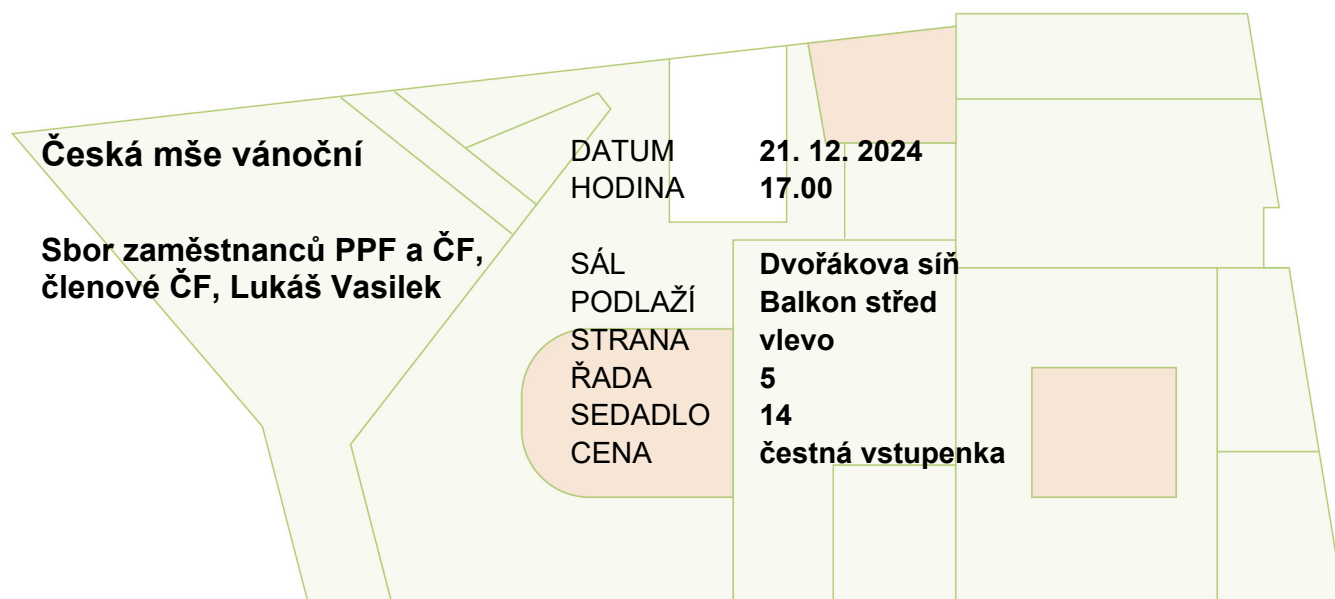 Česká mše vánoční
Sbor zaměstnanců PPF a ČF,
členové ČF, Lukáš Vasilek
DATUM 21. 12. 2024
HODINA 17.00
SÁL Dvořákova síň
PODLAŽÍ Balkon střed
STRANA vlevo
ŘADA 5
SEDADLO 14
CENA čestná vstupenka